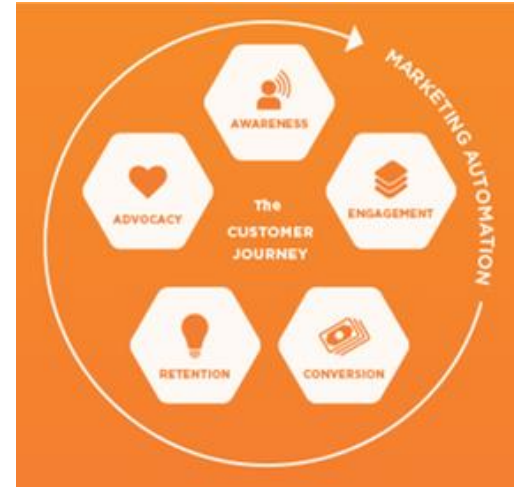 MARKETING AUTOMATION
AWARENESS
ENGAGEMENT
ADVOCACY
The
CUSTOMER
JOURNEY
RETENTION
CONVERSION